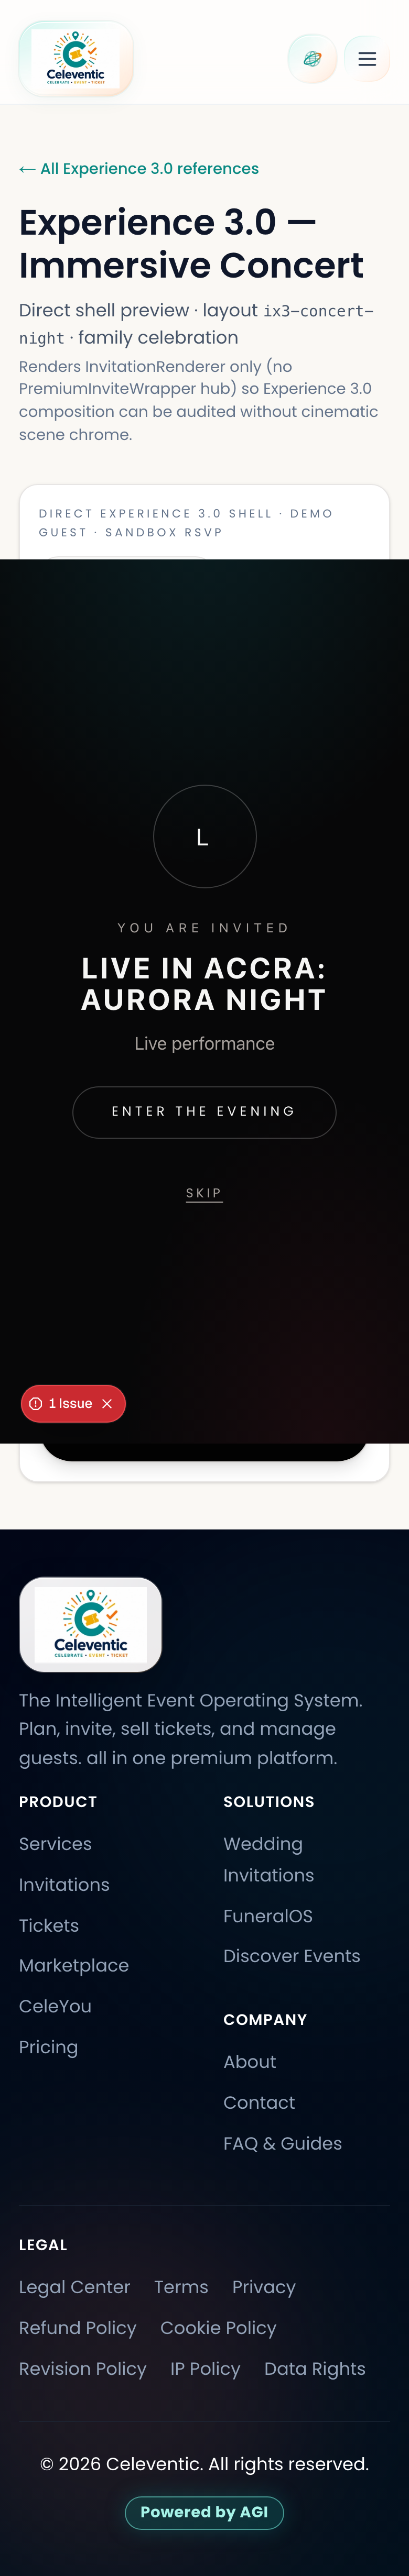 Celeventic
CELEBRATE • EVENT • TICKET
← All Experience 3.0 references
Experience 3.0 —
Immersive Concert
Direct shell preview · layout ix3-concert-
night · family celebration
Renders InvitationRenderer only (no
PremiumInviteWrapper hub) so Experience 3.0
composition can be audited without cinematic
scene chrome.
DIRECT EXPERIENCE 3.0 SHELL · DEMO
GUEST · SANDBOX RSVP
L
YOU ARE INVITED
LIVE IN ACCRA:
AURORA NIGHT
Live performance
ENTER THE EVENING
SKIP
1 Issue
Celeventic
CELEBRATE • EVENT • TICKET
The Intelligent Event Operating System.
Plan, invite, sell tickets, and manage
guests. all in one premium platform.
PRODUCT
Services
Invitations
Tickets
Marketplace
CeleYou
Pricing
SOLUTIONS
Wedding
Invitations
FuneralOS
Discover Events
COMPANY
About
Contact
FAQ & Guides
LEGAL
Legal Center Terms Privacy
Refund Policy Cookie Policy
Revision Policy IP Policy Data Rights
© 2026 Celeventic. All rights reserved.
Powered by AGI